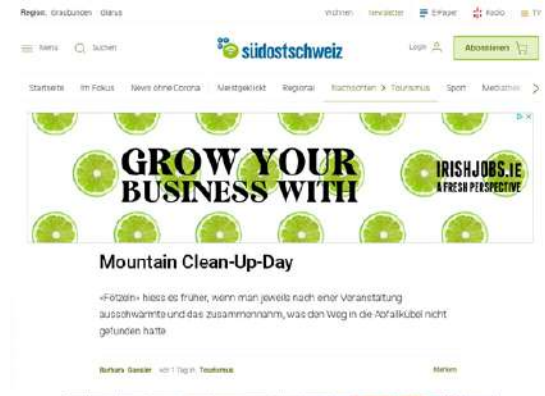 Region: Graubünden Glarus
Wohnen Newsletter E-Paper Radio TV
Menü Suchen
südostschweiz
Login Abonnieren
Startseite Im Fokus News ohne Corona Meistgeklickt Regional Nachrichten > Tourismus Sport Mediathek
GROW YOUR
BUSINESS WITH
IRISHJOBS.IE
A FRESH PERSPECTIVE
Mountain Clean-Up-Day
«Fötzeln» hiess es früher, wenn man jeweils nach einer Veranstaltung
ausschwärmte und das zusammennahm, was den Weg in die Abfallkübel nicht
gefunden hatte
Barbara Gassler vor 1 Tag in Tourismus
Merken